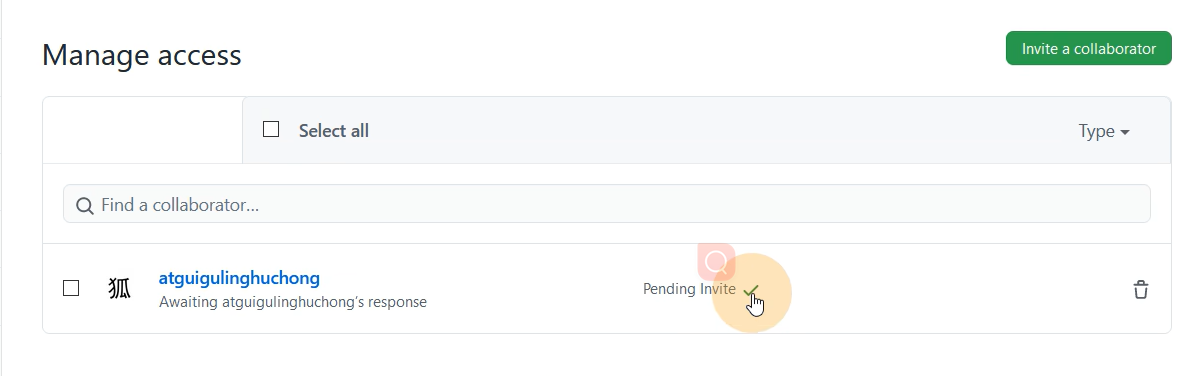 Manage access
Invite a collaborator
Select all
Type
Find a collaborator...
狐
atguigulinghuchong
Awaiting atguigulinghuchong's response
Pending Invite